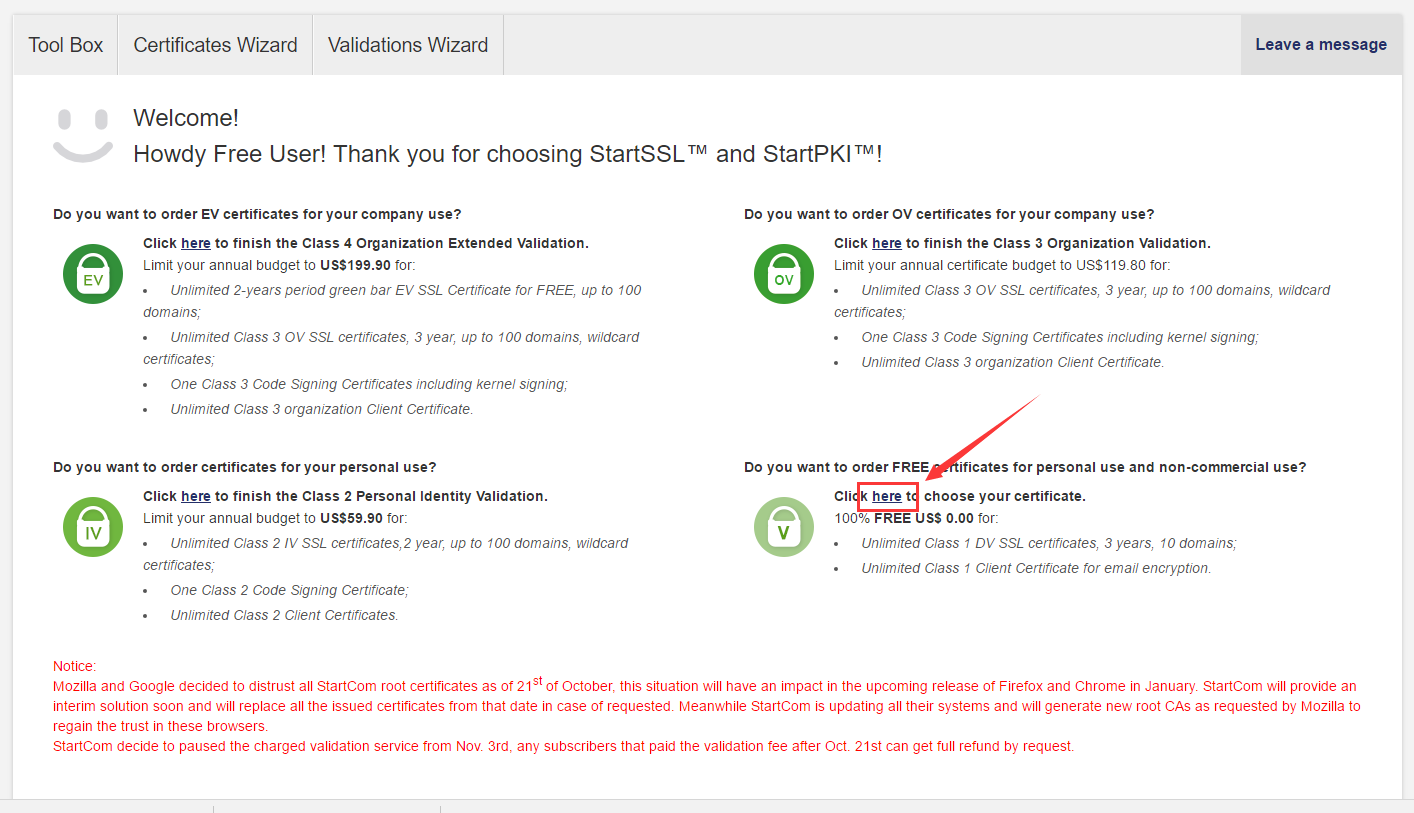 Tool Box
Certificates Wizard
Validations Wizard
Leave a message
Welcome!
Howdy Free User! Thank you for choosing StartSSL™ and StartPKI™!
Do you want to order EV certificates for your company use?
EV
Click here to finish the Class 4 Organization Extended Validation.
Limit your annual budget to US$199.90 for:
• Unlimited 2-years period green bar EV SSL Certificate for FREE, up to 100
domains;
• Unlimited Class 3 OV SSL certificates, 3 year, up to 100 domains, wildcard
certificates;
• One Class 3 Code Signing Certificates including kernel signing;
• Unlimited Class 3 organization Client Certificate.
Do you want to order OV certificates for your company use?
OV
Click here to finish the Class 3 Organization Validation.
Limit your annual certificate budget to US$119.80 for:
• Unlimited Class 3 OV SSL certificates, 3 year, up to 100 domains, wildcard
certificates;
• One Class 3 Code Signing Certificates including kernel signing;
• Unlimited Class 3 organization Client Certificate.
Do you want to order certificates for your personal use?
IV
Click here to finish the Class 2 Personal Identity Validation.
Limit your annual budget to US$59.90 for:
• Unlimited Class 2 IV SSL certificates,2 year, up to 100 domains, wildcard
certificates;
• One Class 2 Code Signing Certificate;
• Unlimited Class 2 Client Certificates.
Do you want to order FREE certificates for personal use and non-commercial use?
V
Click here to choose your certificate.
100% FREE US$ 0.00 for:
• Unlimited Class 1 DV SSL certificates, 3 years, 10 domains;
• Unlimited Class 1 Client Certificate for email encryption.
Notice:
Mozilla and Google decided to distrust all StartCom root certificates as of 21st of October, this situation will have an impact in the upcoming release of Firefox and Chrome in January. StartCom will provide an
interim solution soon and will replace all the issued certificates from that date in case of requested. Meanwhile StartCom is updating all their systems and will generate new root CAs as requested by Mozilla to
regain the trust in these browsers.
StartCom decide to paused the charged validation service from Nov. 3rd, any subscribers that paid the validation fee after Oct. 21st can get full refund by request.